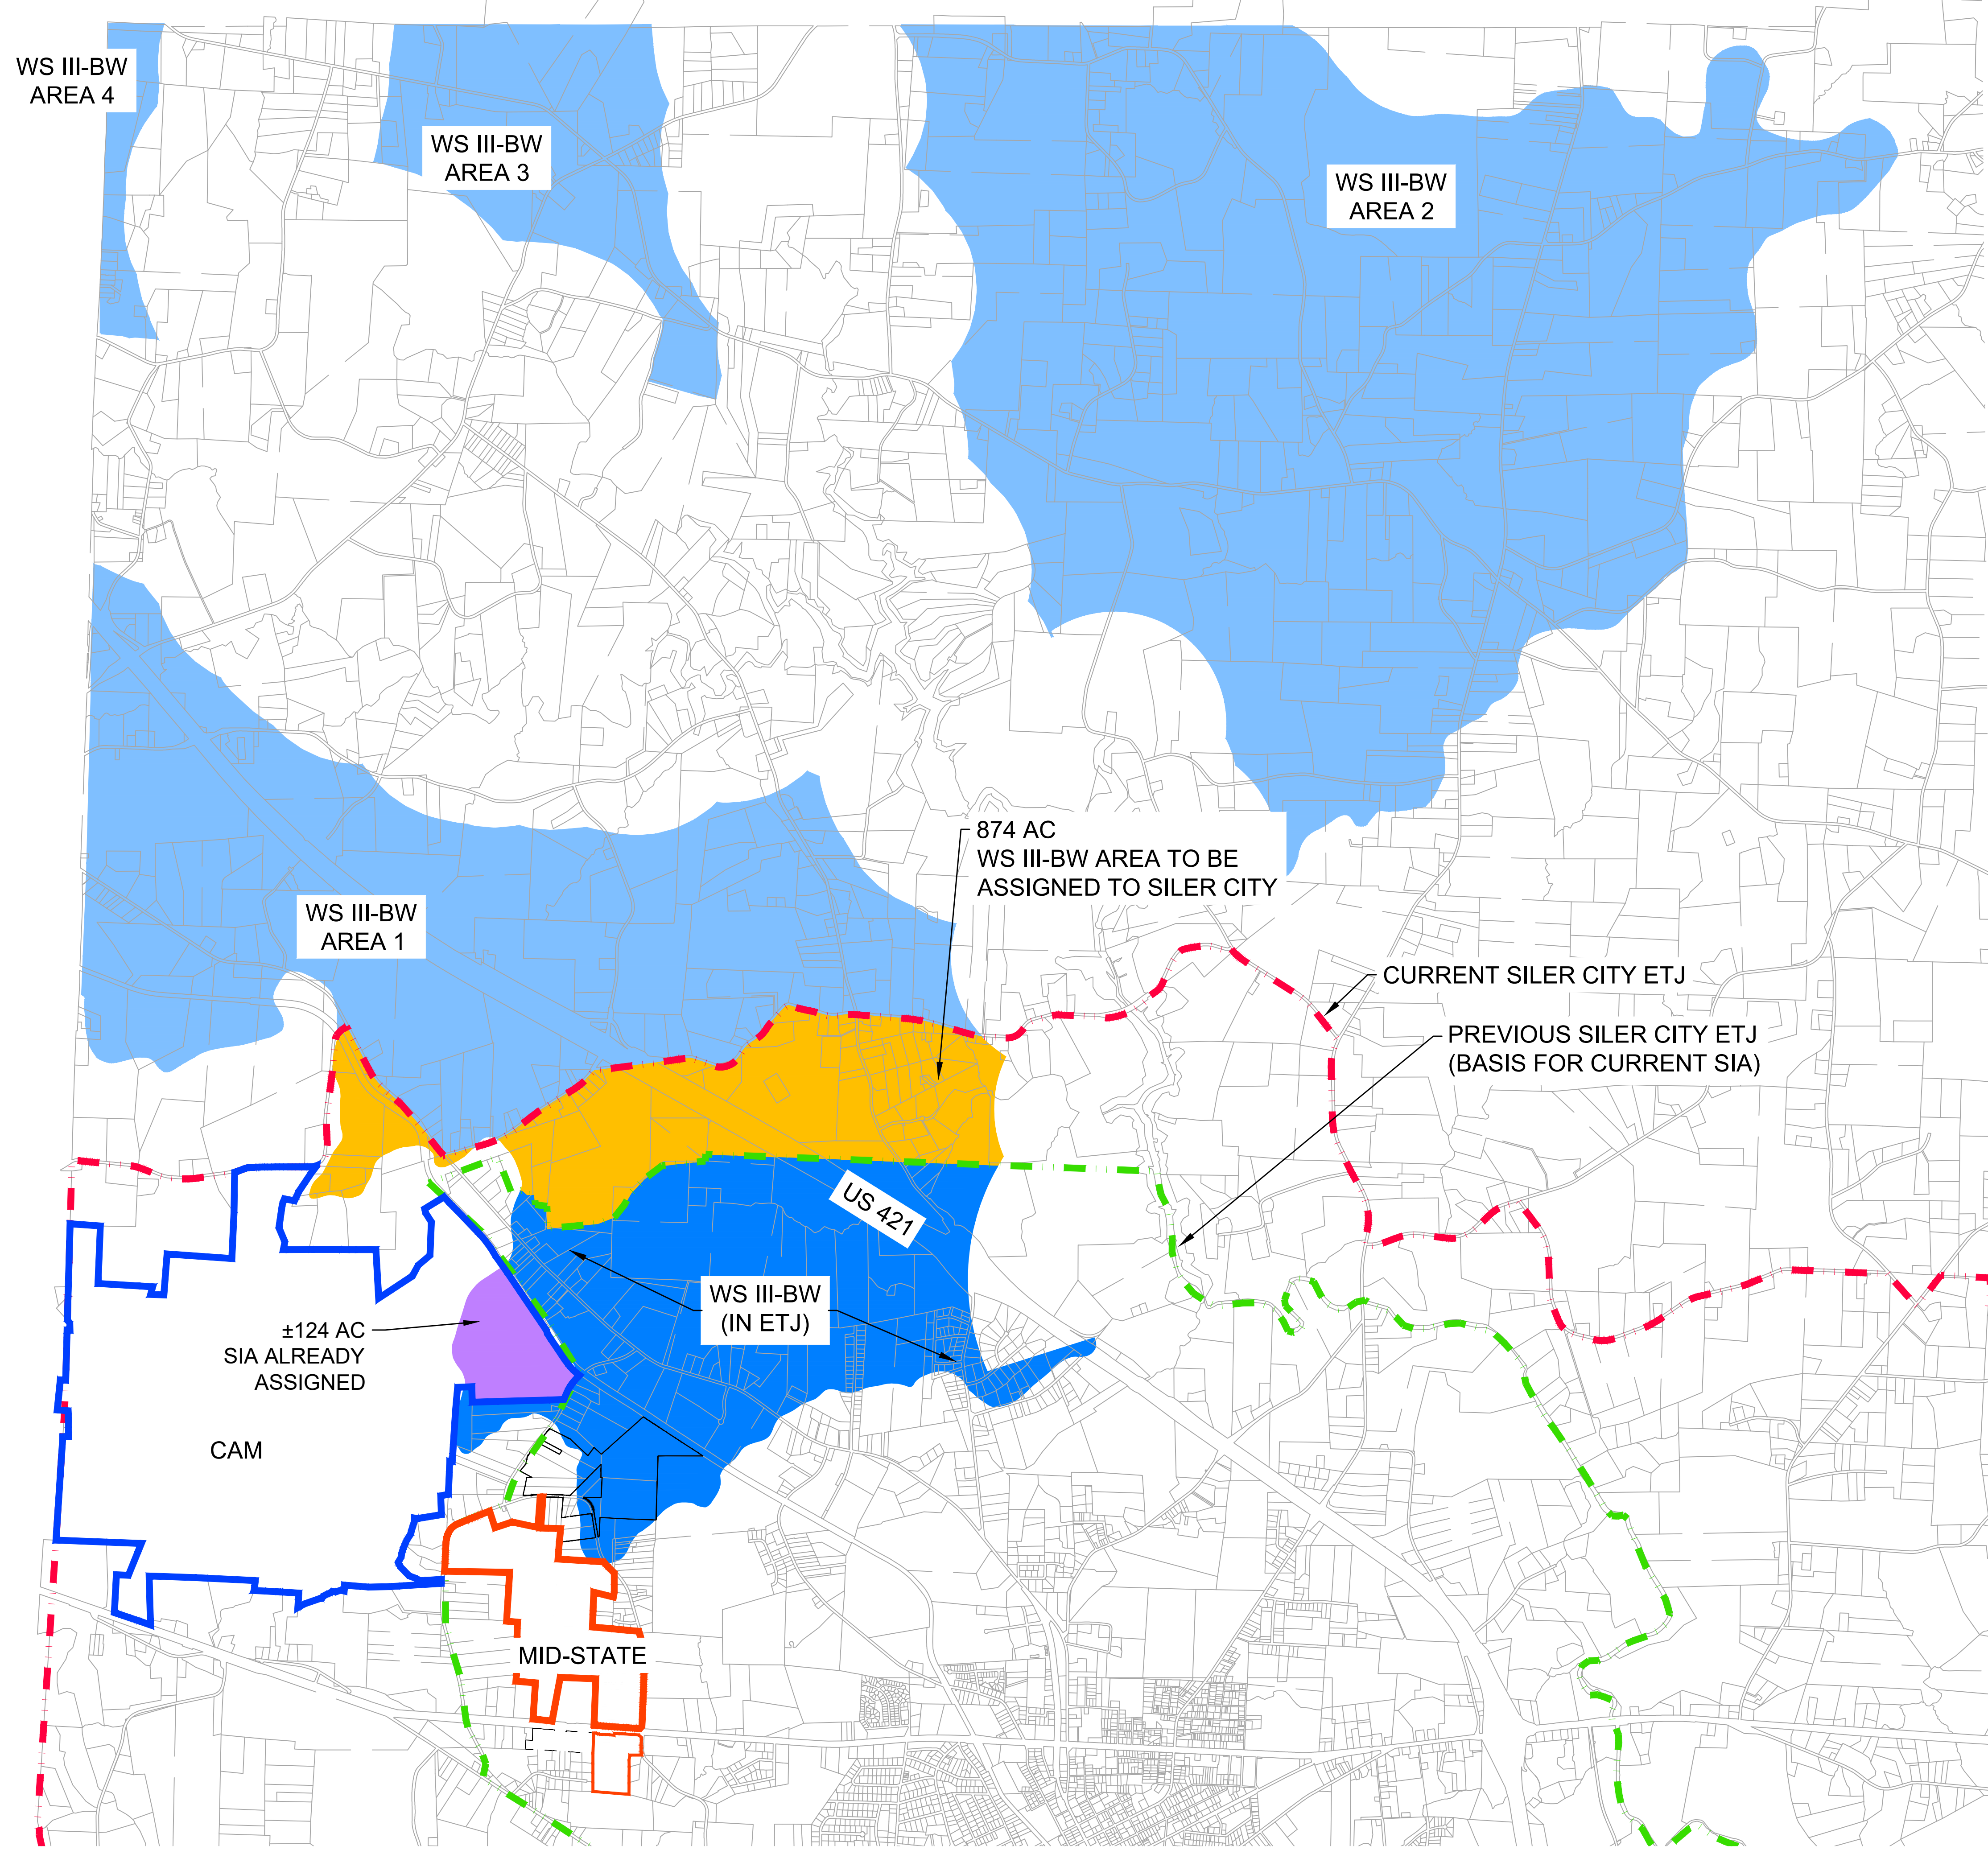 WS III-BW
AREA 4
WS III-BW
AREA 3
WS III-BW
AREA 2
874 AC
WS III-BW AREA TO BE
ASSIGNED TO SILER CITY
WS III-BW
AREA 1
CURRENT SILER CITY ETJ
PREVIOUS SILER CITY ETJ
(BASIS FOR CURRENT SIA)
US 421
WS III-BW
(IN ETJ)
±124 AC
SIA ALREADY
ASSIGNED
CAM
MID-STATE